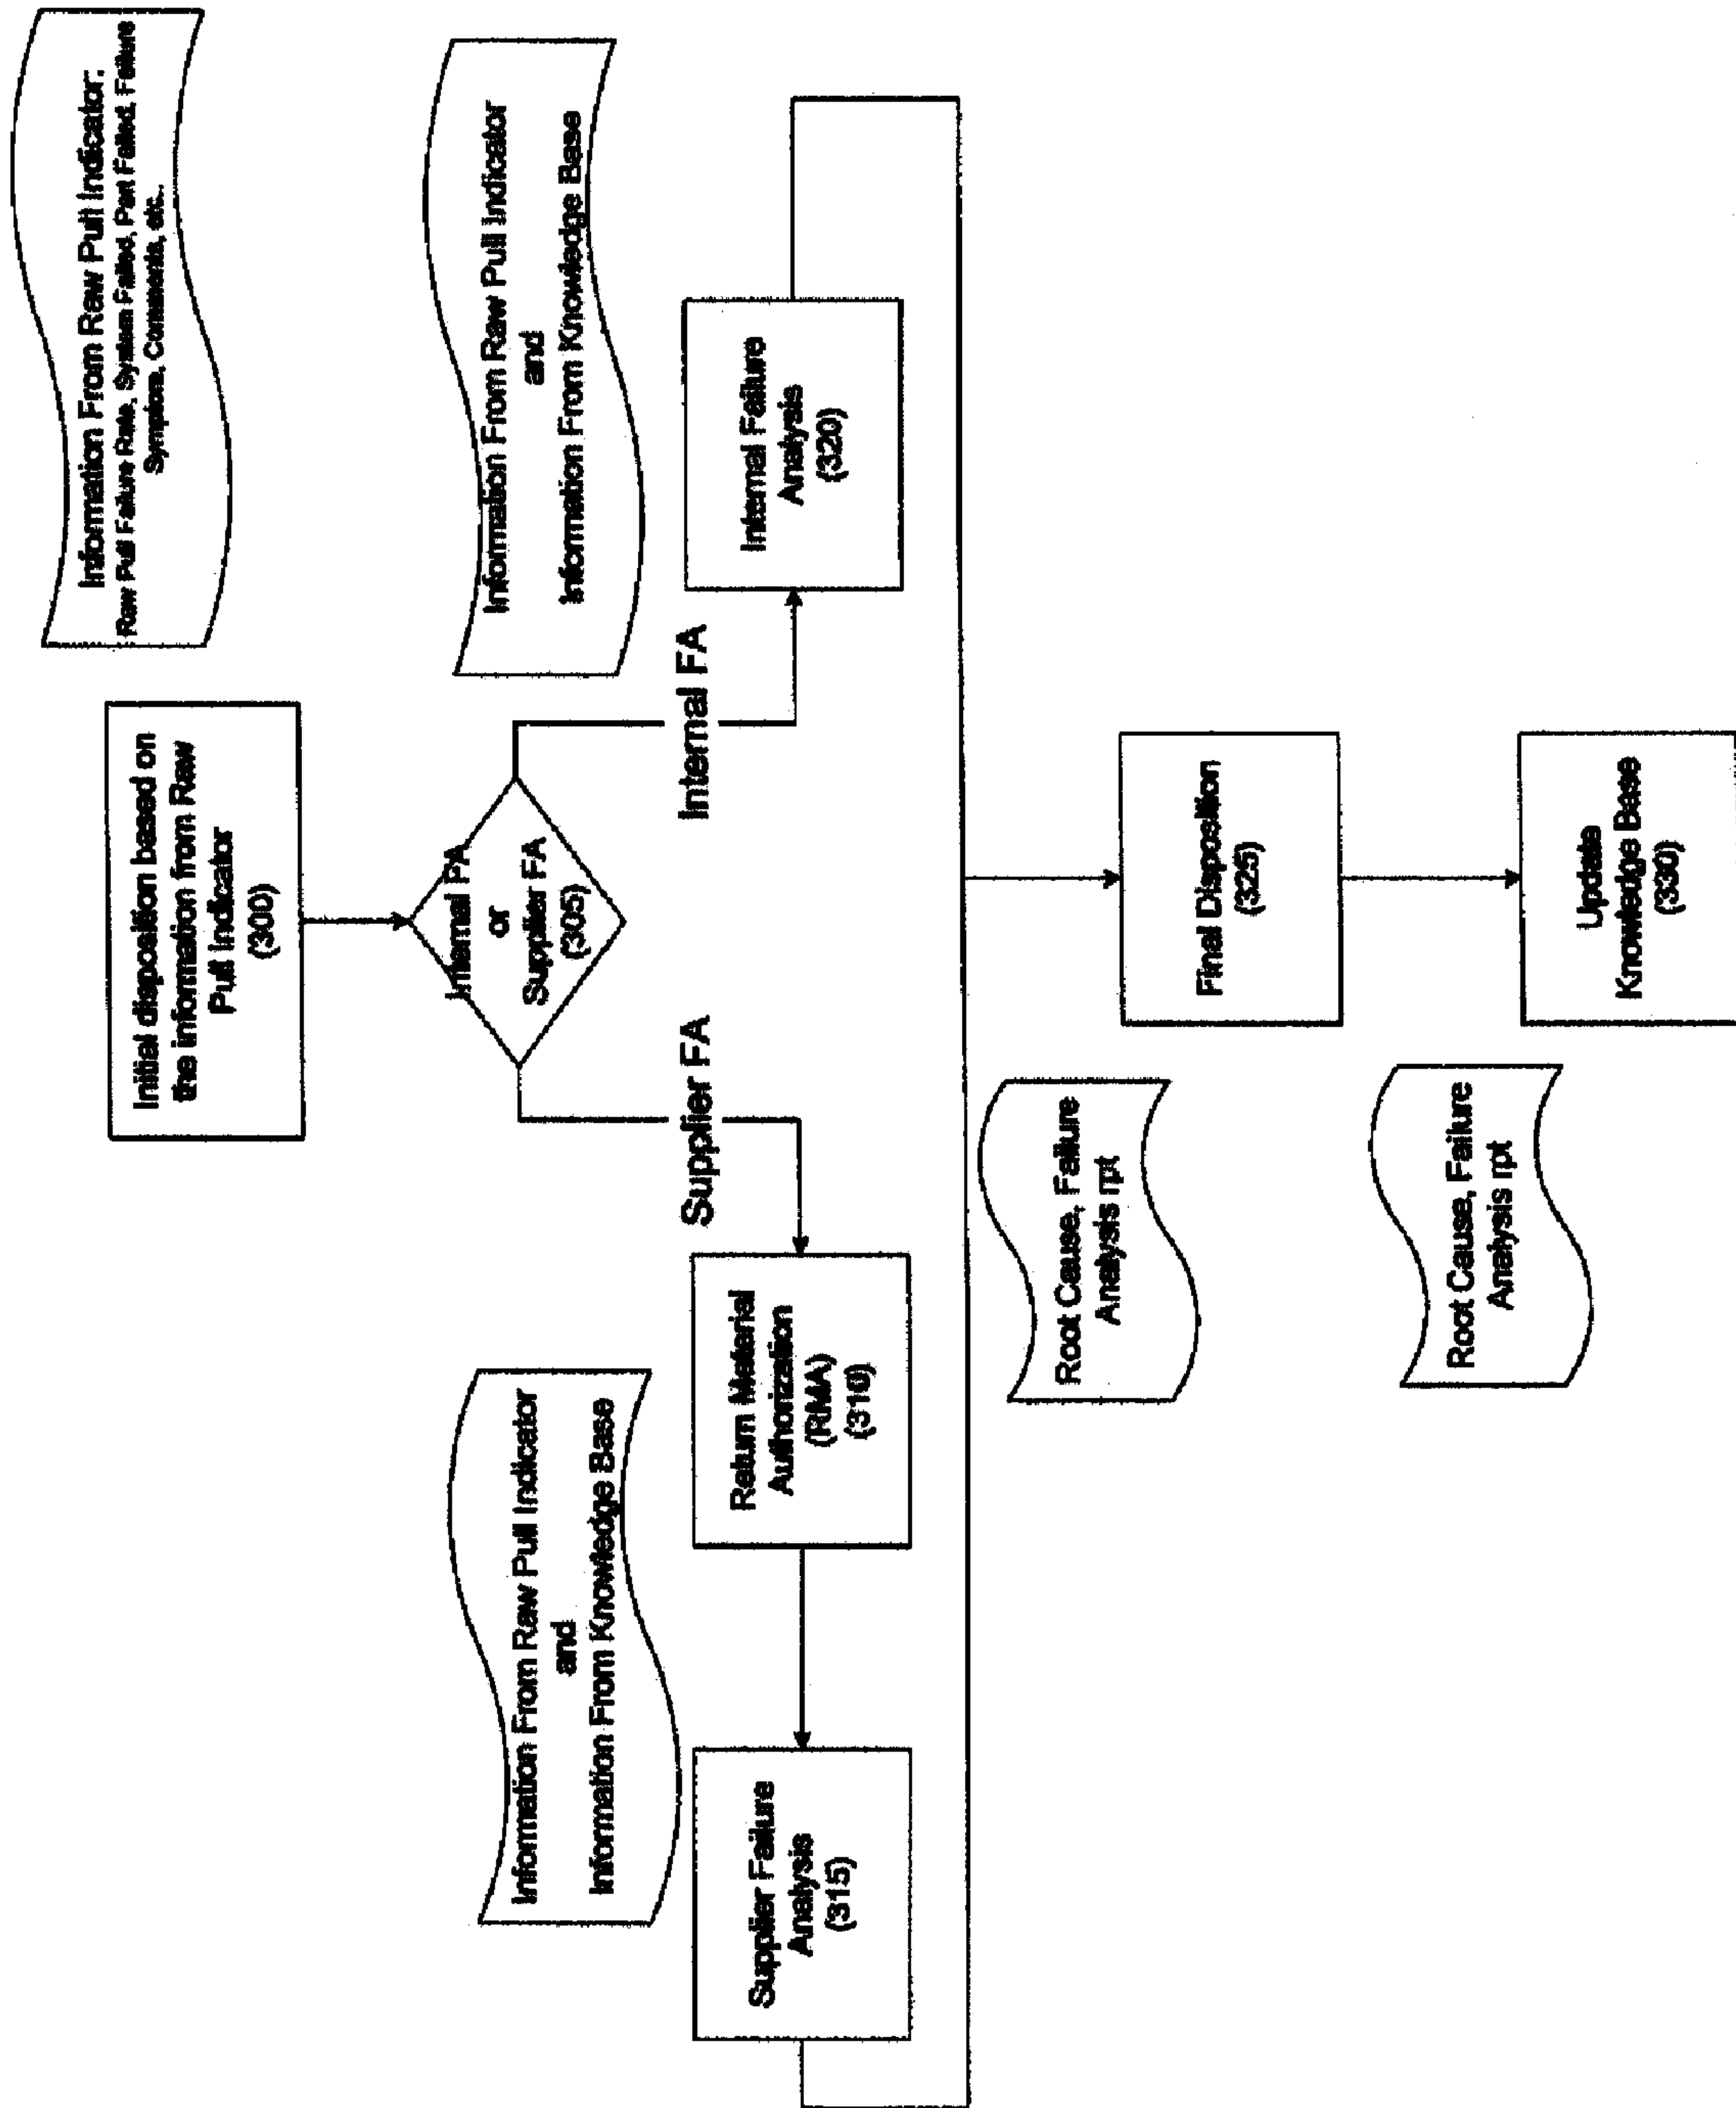 Initial disposition based on
the information from Raw
Pull Indicator
(300)
Information From Raw Pull Indicator:
Raw Pull Failure Rate, System Failed, Part Failed, Failure
Symptom, Comments, etc.
Internal FA
or
Supplier FA
(305)
Supplier FA
Internal FA
Information From Raw Pull Indicator
and
Information From Knowledge Base
Information From Raw Pull Indicator
and
Information From Knowledge Base
Supplier Failure
Analysis
(315)
Return Material
Authorization
(RMA)
(310)
Internal Failure
Analysis
(320)
Root Cause, Failure
Analysis rpt
Final Disposition
(325)
Root Cause, Failure
Analysis rpt
Update
Knowledge Base
(330)